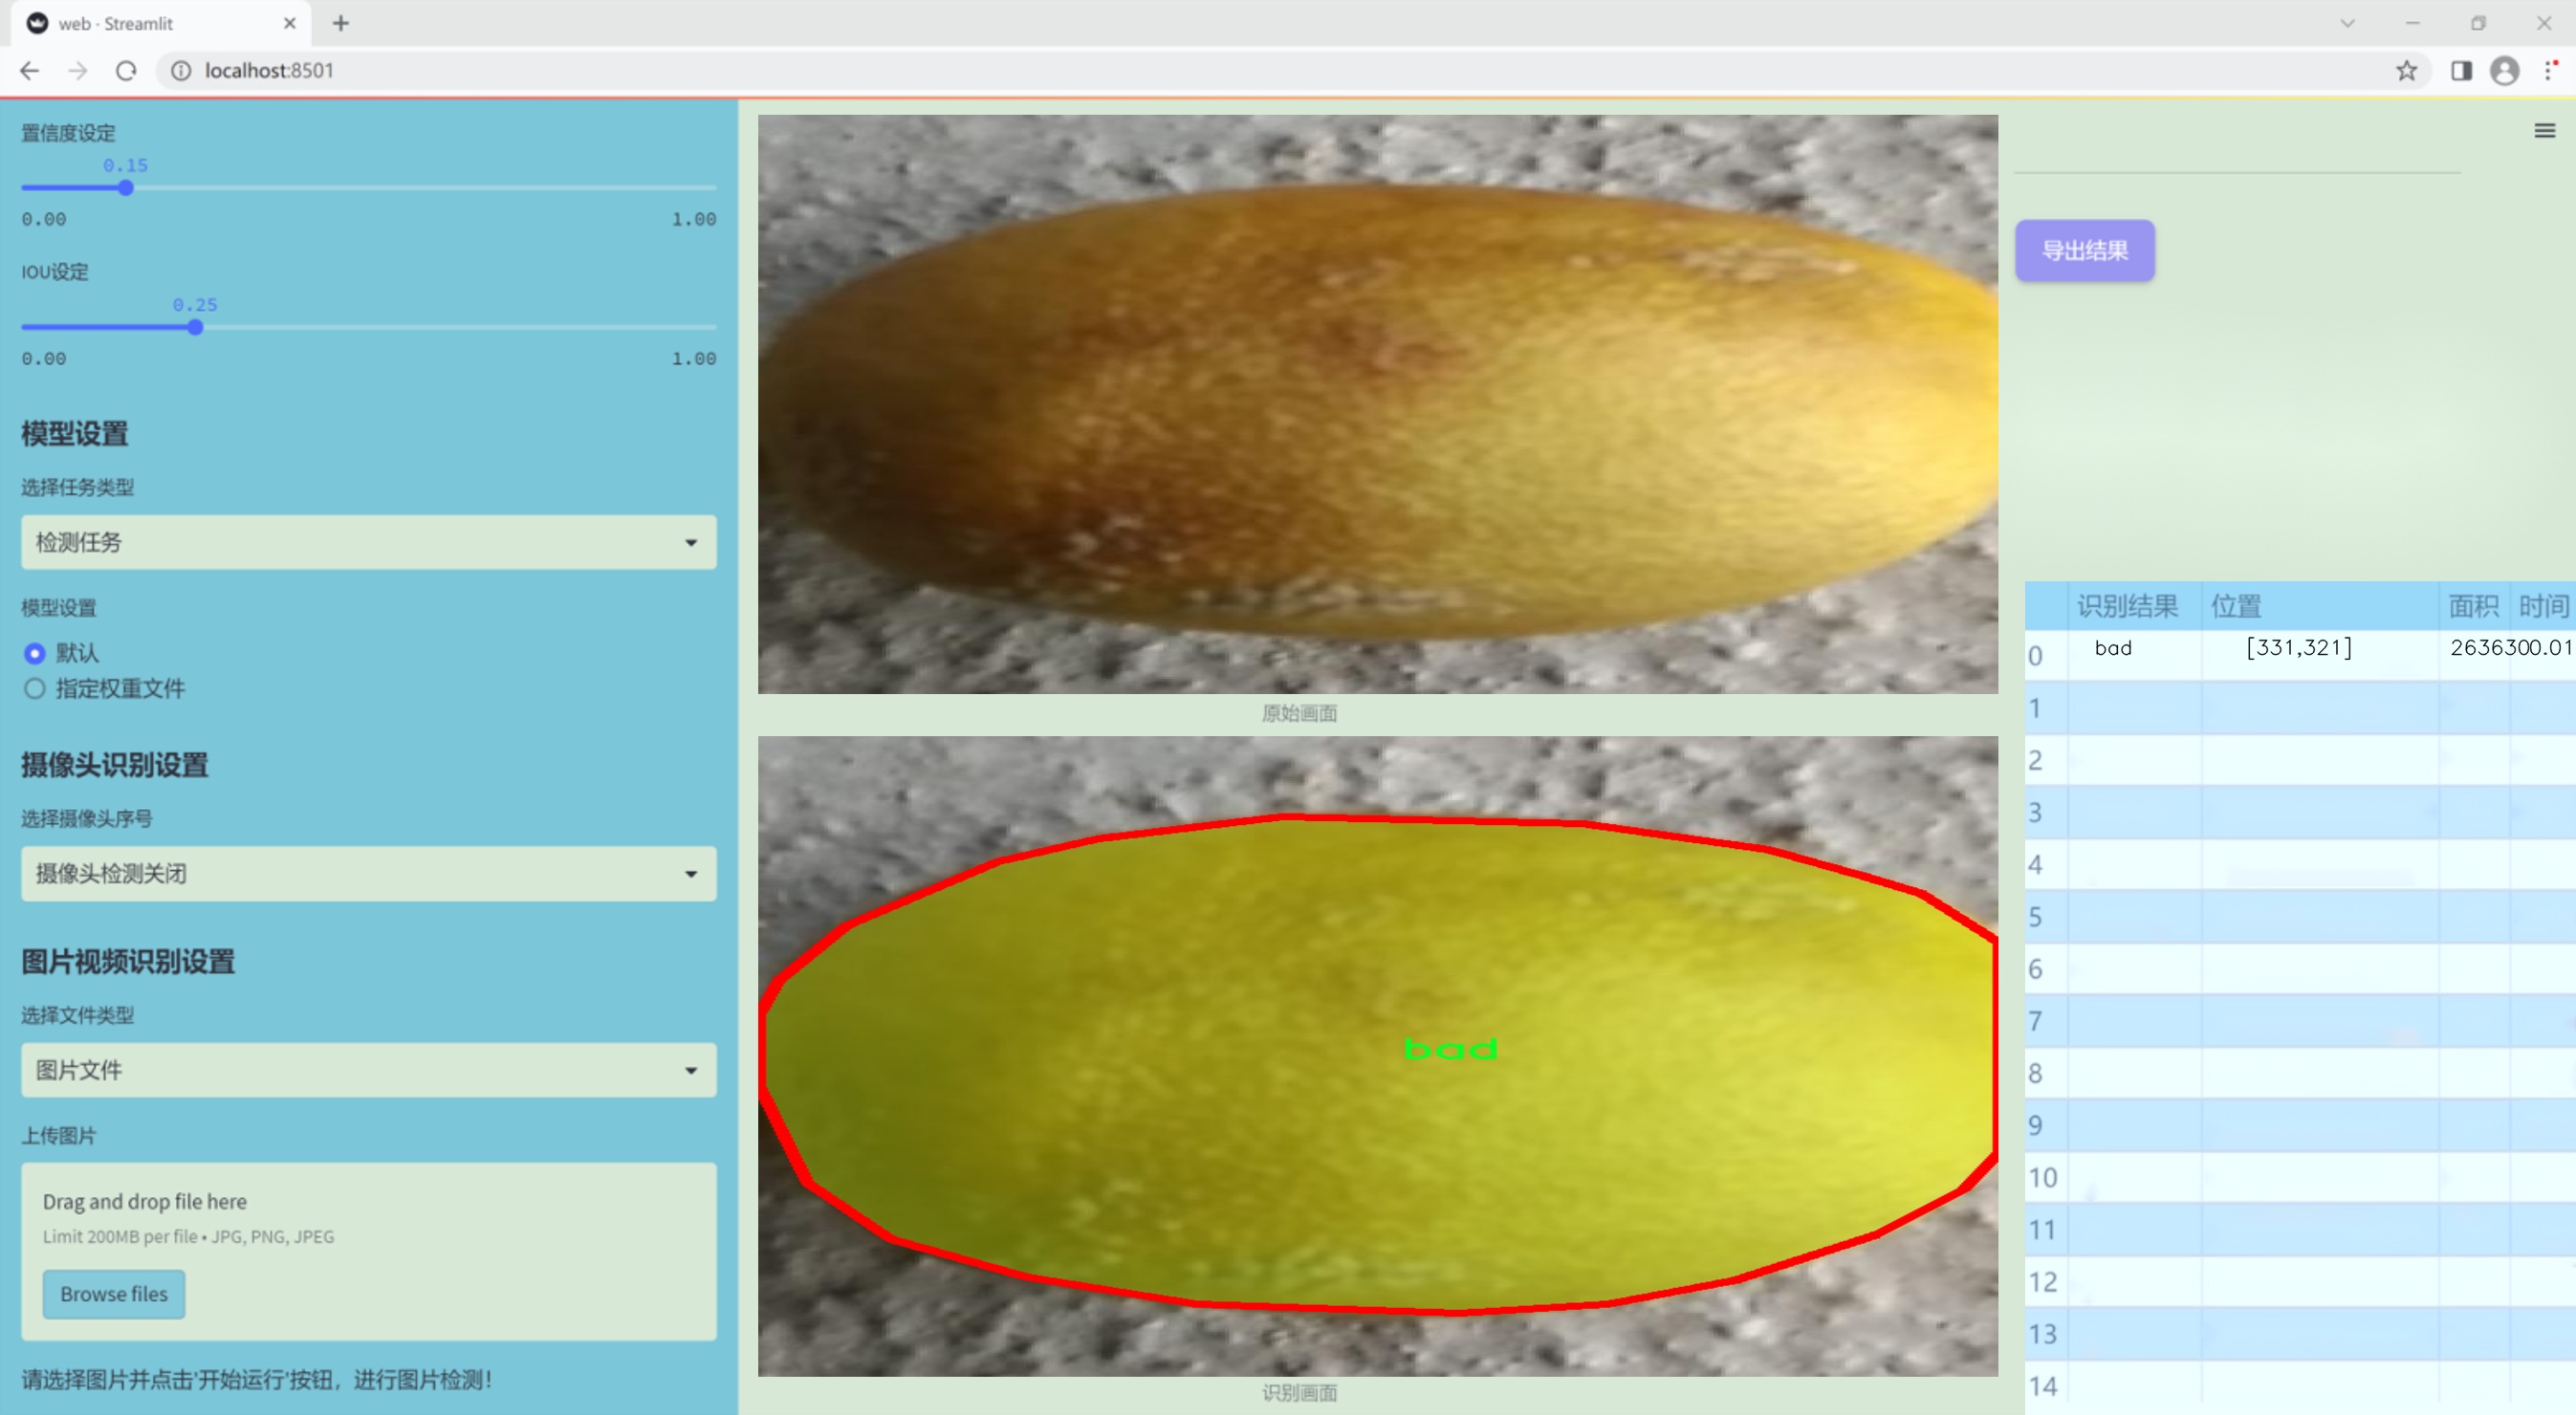 web · Streamlit
localhost:8501
置信度设定
0.15
0.00 1.00
IOU设定
0.25
0.00 1.00
模型设置
选择任务类型
检测任务
模型设置
默认
指定权重文件
摄像头识别设置
选择摄像头序号
摄像头检测关闭
图片视频识别设置
选择文件类型
图片文件
上传图片
Drag and drop file here
Limit 200MB per file • JPG, PNG, JPEG
Browse files
请选择图片并点击'开始运行'按钮，进行图片检测！
原始画面
bad
识别画面
导出结果
识别结果 位置 面积 时间
0 bad [331,321] 2636300.01
1
2
3
4
5
6
7
8
9
10
11
12
13
14